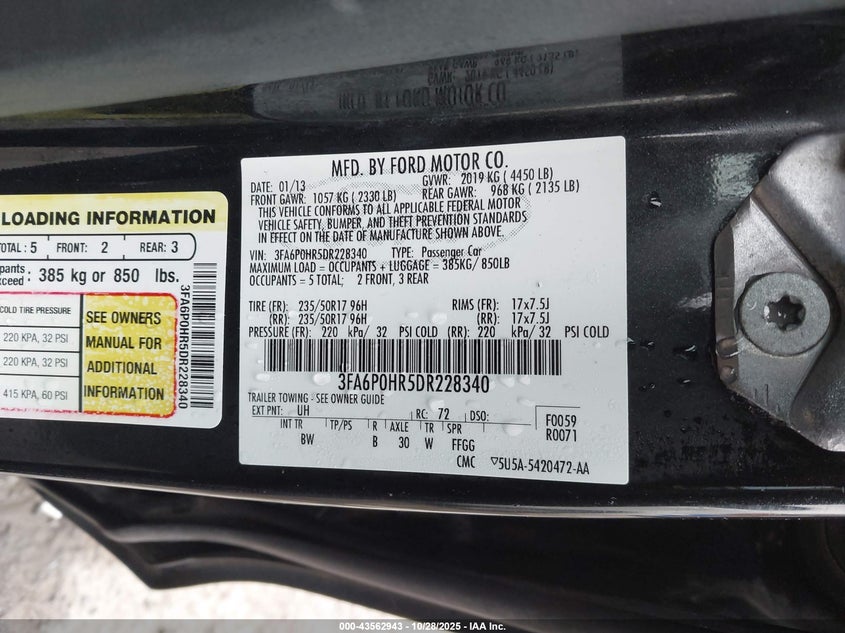 LOADING INFORMATION
TOTAL : 5 FRONT: 2 REAR: 3
385 kg or 850 lbs.
COLD TIRE PRESSURE
220 KPA, 32 PSI
220 KPA, 32 PSI
415 KPA, 60 PSI
SEE OWNERS
MANUAL FOR
ADDITIONAL
INFORMATION
3FA6P0HR5DR228340
MFD. BY FORD MOTOR CO.
DATE: 01/13 GVWR: 2019 KG ( 4450 LB)
FRONT GAWR: 1057 KG ( 2330 LB) REAR GAWR: 968 KG ( 2135 LB)
THIS VEHICLE CONFORMS TO ALL APPLICABLE FEDERAL MOTOR
VEHICLE SAFETY, BUMPER, AND THEFT PREVENTION STANDARDS
IN EFFECT ON THE DATE OF MANUFACTURE SHOWN ABOVE.
VIN: 3FA6P0HR5DR228340 TYPE: Passenger Car
MAXIMUM LOAD = OCCUPANTS + LUGGAGE = 385KG/ 850LB
OCCUPANTS = 5 TOTAL; 2 FRONT, 3 REAR
TIRE (FR): 235/50R17 96H RIMS (FR): 17x7.5J
(RR): 235/50R17 96H (RR): 17x7.5J
PRESSURE (FR): 220 kPa/ 32 PSI COLD (RR): 220 kPa/ 32 PSI COLD
3FA6P0HR5DR228340
TRAILER TOWING - SEE OWNER GUIDE
EXT PNT: UH RC: 72 DSO: F0059
R0071
INT TR TP/PS R AXLE TR SPR
BW B 30 W FFGG
CMC ▽5U5A-5420472-AA
000-43562943 - 10/28/2025 - IAA Inc.